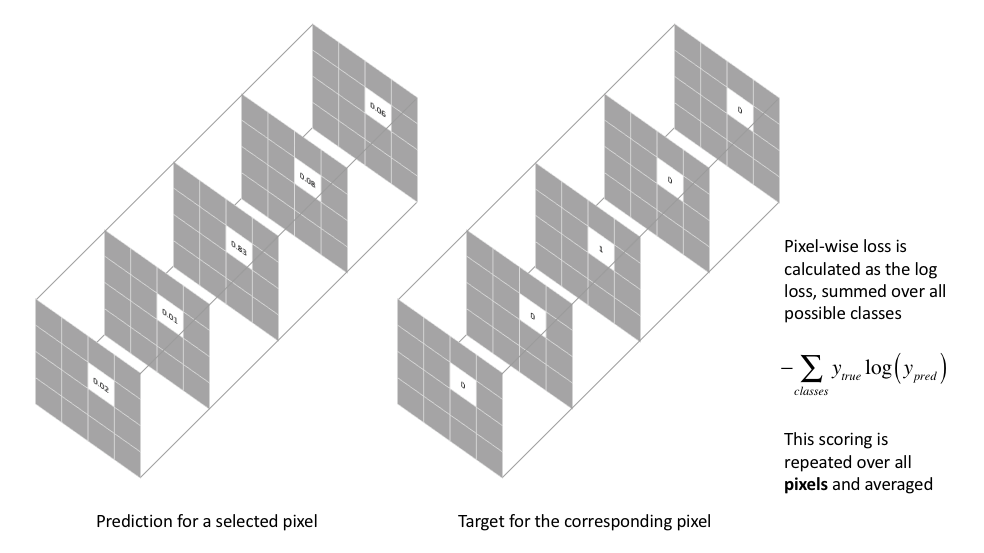 0.06
0.08
0.83
0.01
0.02
0
0
1
0
0
Pixel-wise loss is
calculated as the log
loss, summed over all
possible classes
− ∑ y_true log(y_pred)
classes
This scoring is
repeated over all
pixels and averaged
Prediction for a selected pixel
Target for the corresponding pixel